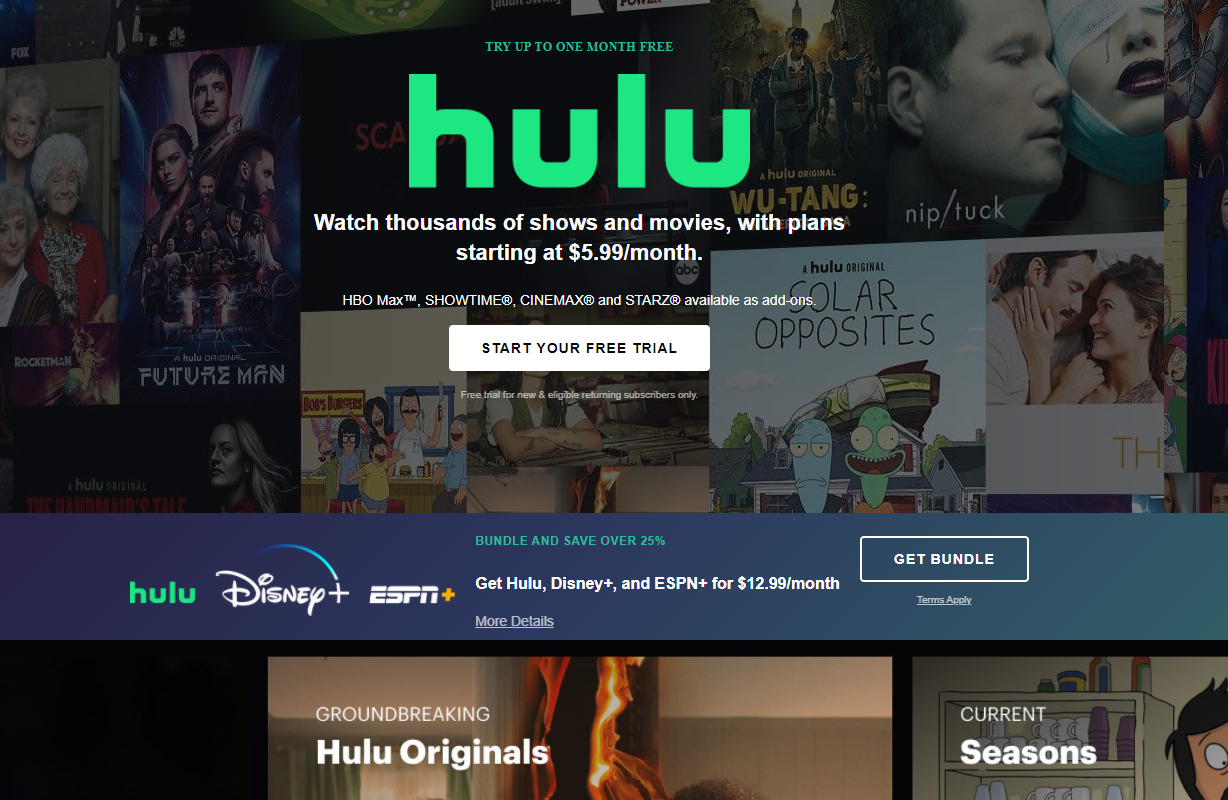 [adult swim]
POWER
FOX
NBC
TRY UP TO ONE MONTH FREE
hulu
Watch thousands of shows and movies, with plans
starting at $5.99/month.
HBO Max™, SHOWTIME®, CINEMAX® and STARZ® available as add-ons.
START YOUR FREE TRIAL
Free trial for new & eligible returning subscribers only.
A hulu ORIGINAL
WU-TANG:
nip/tuck
abc
A hulu ORIGINAL
SOLAR
OPPOSITES
ROCKETMAN
A hulu ORIGINAL
FUTURE MAN
BOB'S BURGERS
TH
A hulu ORIGINAL
THE HANDMAID'S TALE
hulu
Disney+
ESPN+
BUNDLE AND SAVE OVER 25%
Get Hulu, Disney+, and ESPN+ for $12.99/month
More Details
GET BUNDLE
Terms Apply
GROUNDBREAKING
Hulu Originals
CURRENT
Seasons